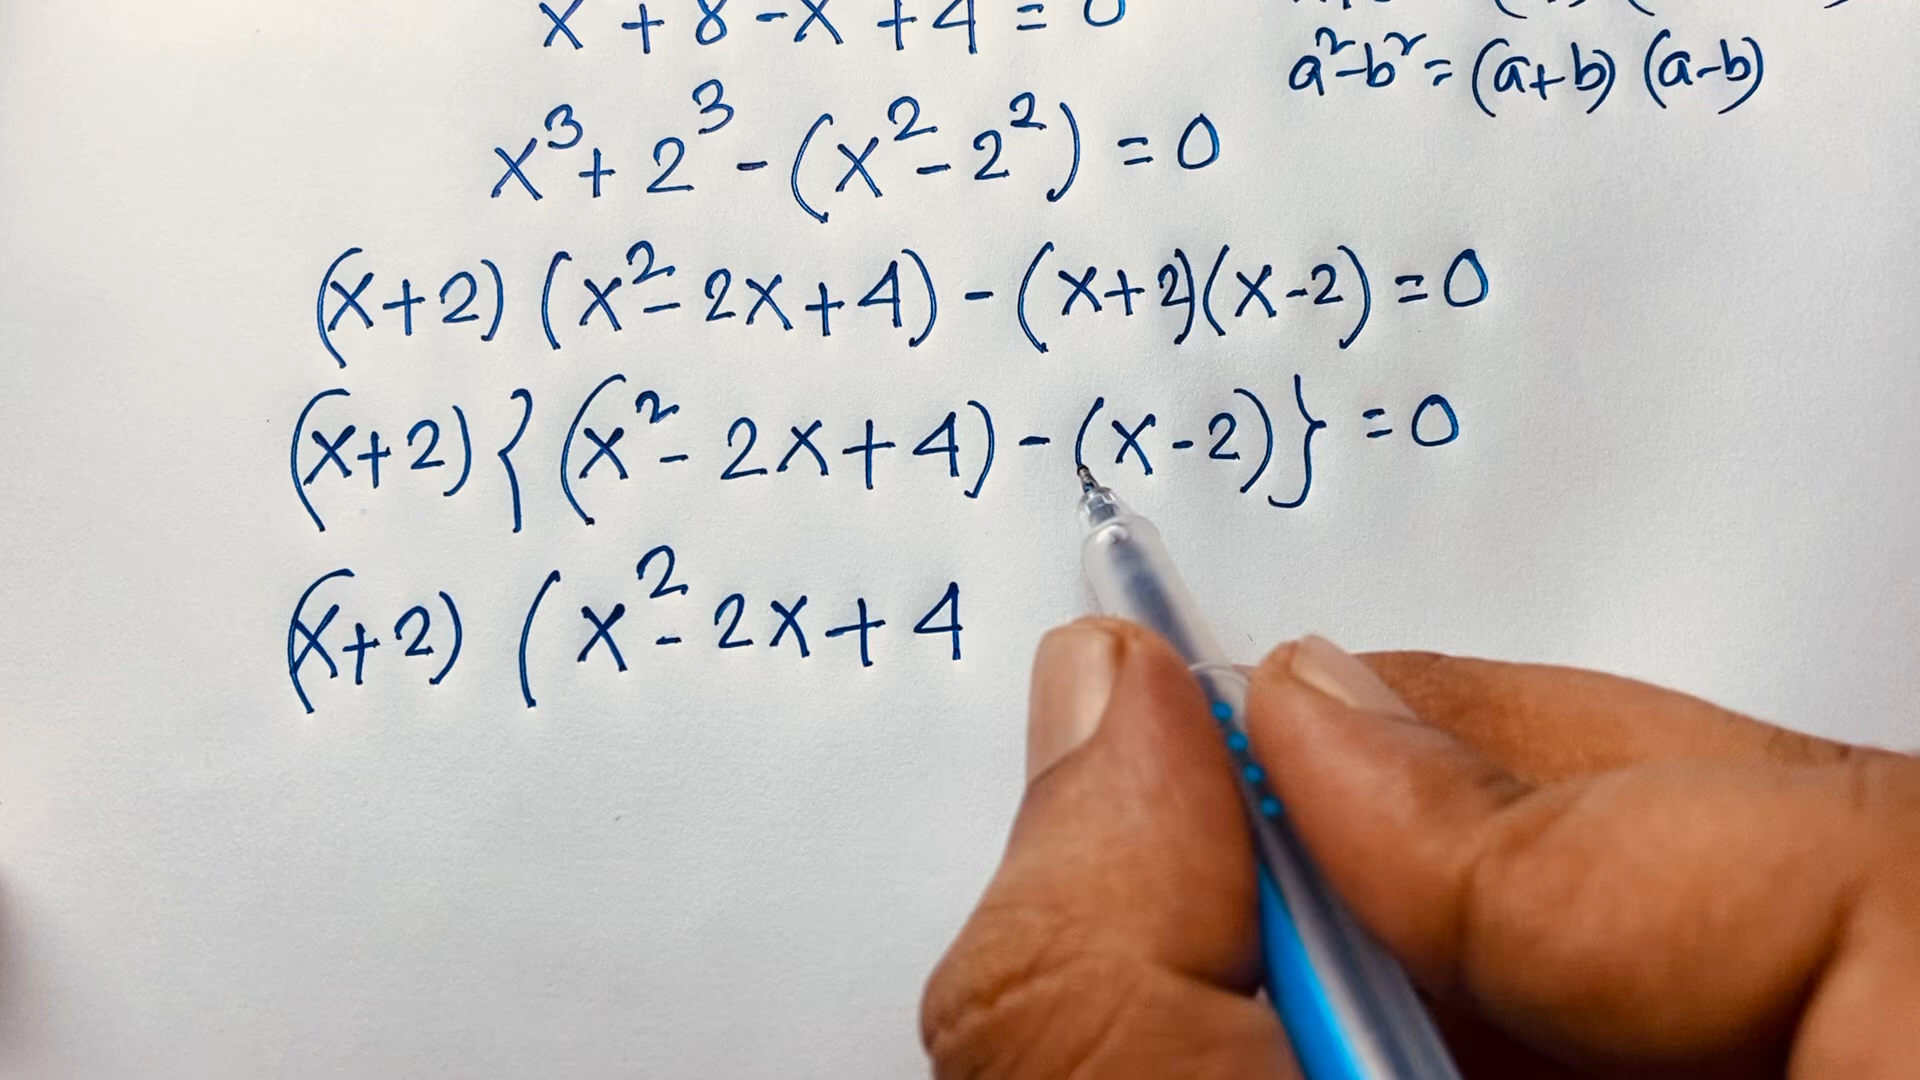 x + 8 - x + 4 = 0
a² - b² = (a+b) (a-b)
x³ + 2³ - (x² - 2²) = 0
(x+2) (x² - 2x + 4) - (x+2)(x-2) = 0
(x+2) {(x² - 2x + 4) - (x-2)} = 0
(x+2) (x² - 2x + 4